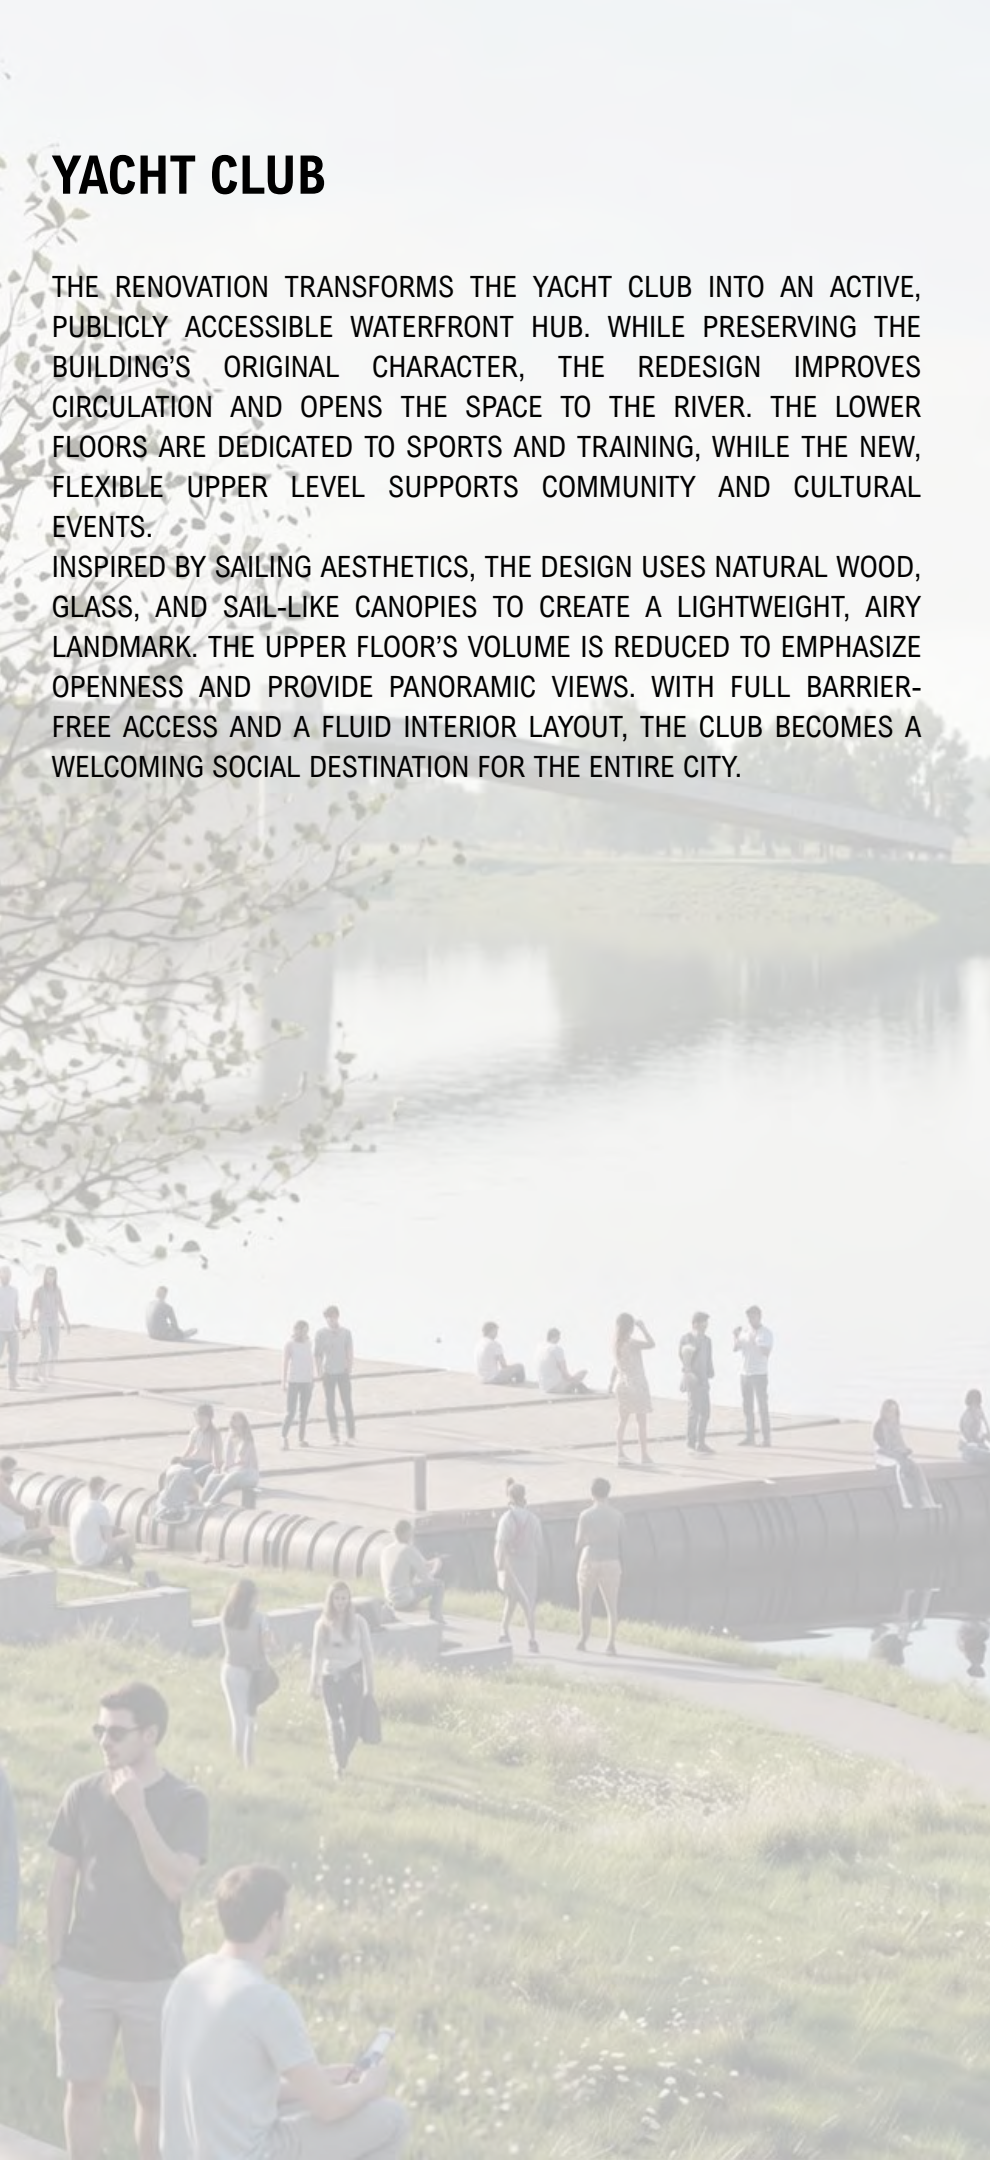 YACHT CLUB
THE RENOVATION TRANSFORMS THE YACHT CLUB INTO AN ACTIVE,
PUBLICLY ACCESSIBLE WATERFRONT HUB. WHILE PRESERVING THE
BUILDING’S ORIGINAL CHARACTER, THE REDESIGN IMPROVES
CIRCULATION AND OPENS THE SPACE TO THE RIVER. THE LOWER
FLOORS ARE DEDICATED TO SPORTS AND TRAINING, WHILE THE NEW,
FLEXIBLE UPPER LEVEL SUPPORTS COMMUNITY AND CULTURAL
EVENTS.
INSPIRED BY SAILING AESTHETICS, THE DESIGN USES NATURAL WOOD,
GLASS, AND SAIL-LIKE CANOPIES TO CREATE A LIGHTWEIGHT, AIRY
LANDMARK. THE UPPER FLOOR’S VOLUME IS REDUCED TO EMPHASIZE
OPENNESS AND PROVIDE PANORAMIC VIEWS. WITH FULL BARRIER-
FREE ACCESS AND A FLUID INTERIOR LAYOUT, THE CLUB BECOMES A
WELCOMING SOCIAL DESTINATION FOR THE ENTIRE CITY.